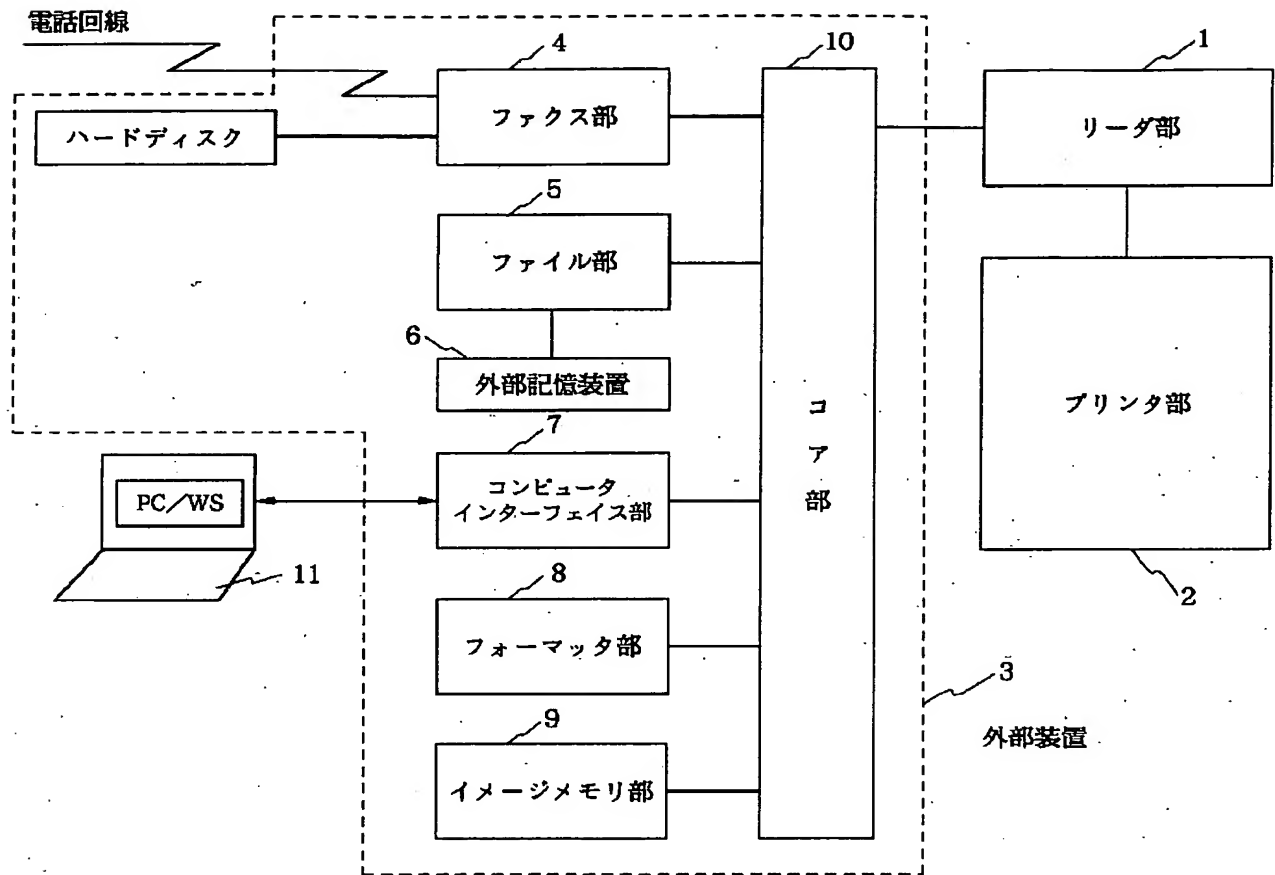 電話回線
4
10
1
ハードディスク
ファクス部
リーダ部
5
ファイル部
6
外部記憶装置
プリンタ部
コア部
7
PC/WS
コンピュータ
インターフェイス部
11
2
8
フォーマッタ部
3
外部装置
9
イメージメモリ部